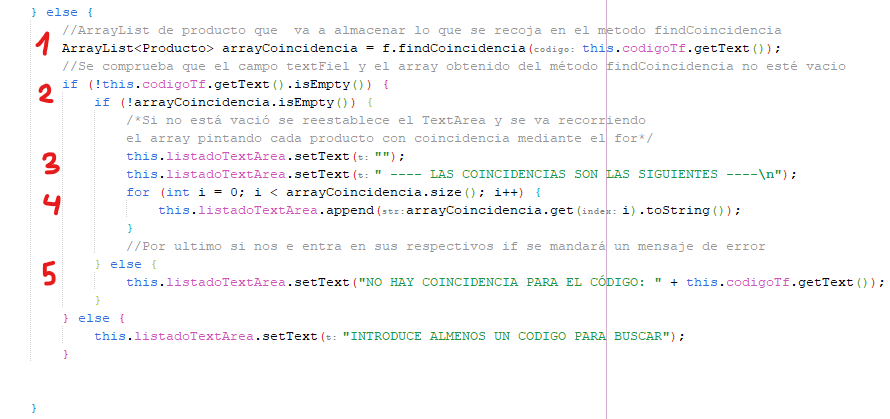 } else {
//ArrayList de producto que va a almacenar lo que se recoja en el metodo findCoincidencia
1 ArrayList<Producto> arrayCoincidencia = f.findCoincidencia(codigo: this.codigoTf.getText());
//Se comprueba que el campo textFiel y el array obtenido del método findCoincidencia no esté vacio
2 if (!this.codigoTf.getText().isEmpty()) {
if (!arrayCoincidencia.isEmpty()) {
/*Si no está vació se reestablece el TextArea y se va recorriendo
el array pintando cada producto con coincidencia mediante el for*/
3 this.listadoTextArea.setText(t: "");
this.listadoTextArea.setText(t: " ---- LAS COINCIDENCIAS SON LAS SIGUIENTES ----\n");
4 for (int i = 0; i < arrayCoincidencia.size(); i++) {
this.listadoTextArea.append(str: arrayCoincidencia.get(index: i).toString());
}
//Por ultimo si nos e entra en sus respectivos if se mandará un mensaje de error
5 } else {
this.listadoTextArea.setText("NO HAY COINCIDENCIA PARA EL CÓDIGO: " + this.codigoTf.getText());
}
} else {
this.listadoTextArea.setText(t: "INTRODUCE ALMENOS UN CODIGO PARA BUSCAR");
}
}